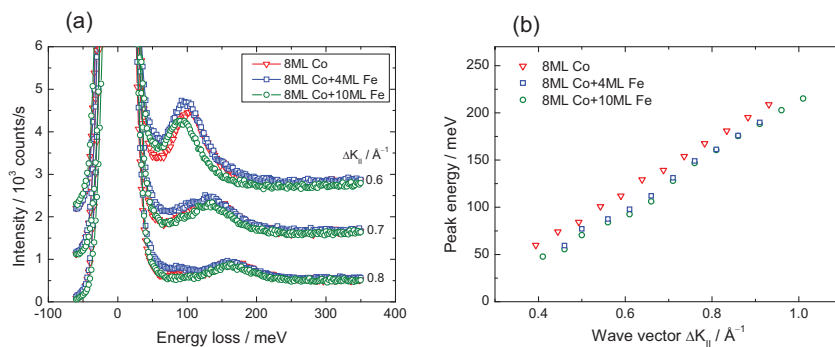 (a)
6
5
4
3
2
1
0
-100
0
100
200
300
400
Intensity / 10³ counts/s
Energy loss / meV
8ML Co
8ML Co+4ML Fe
8ML Co+10ML Fe
ΔK|| / Å⁻¹
0.6
0.7
0.8
(b)
250
200
150
100
50
0
0.4
0.6
0.8
1.0
Peak energy / meV
Wave vector ΔK|| / Å⁻¹
8ML Co
8ML Co+4ML Fe
8ML Co+10ML Fe